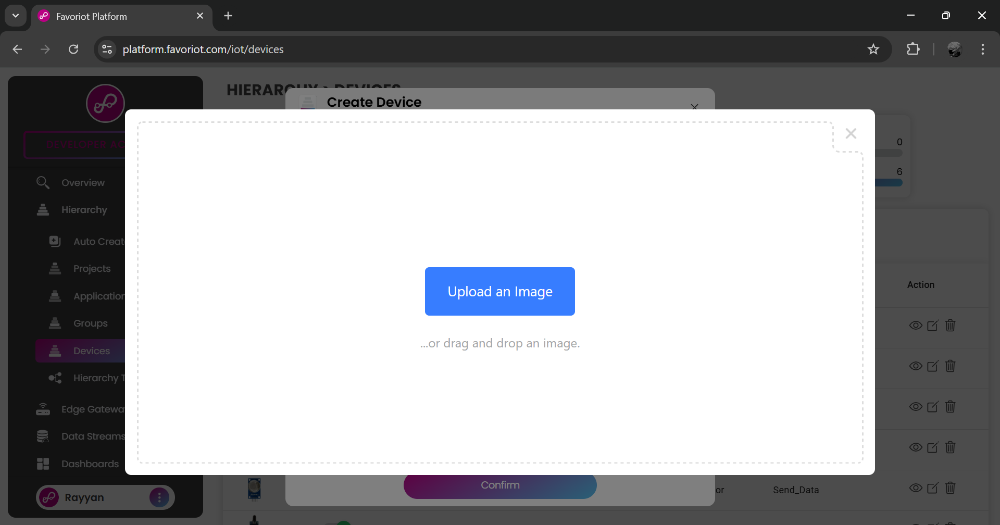 Favoriot Platform
platform.favoriot.com/iot/devices
HIERARCHY > DEVICES
Create Device
DEVELOPER AC
0
6
Overview
Hierarchy
Auto Creat
Projects
Application
Groups
Devices
Hierarchy T
Edge Gatewa
Data Streams
Dashboards
Rayyan
Upload an Image
...or drag and drop an image.
Action
Confirm
or
Send_Data